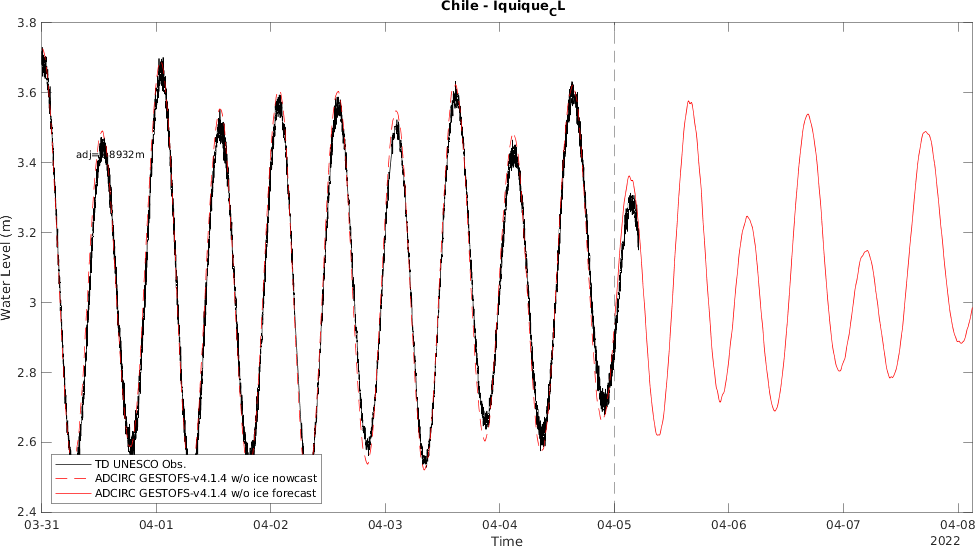 Chile - Iquique_CL
3.8
3.6
3.4
3.2
3
2.8
2.6
2.4
Water Level (m)
8932m
TD UNESCO Obs.
ADCIRC GESTOFS-v4.1.4 w/o ice nowcast
ADCIRC GESTOFS-v4.1.4 w/o ice forecast
03-31 04-01 04-02 04-03 04-04 04-05 04-06 04-07 04-08
Time
2022